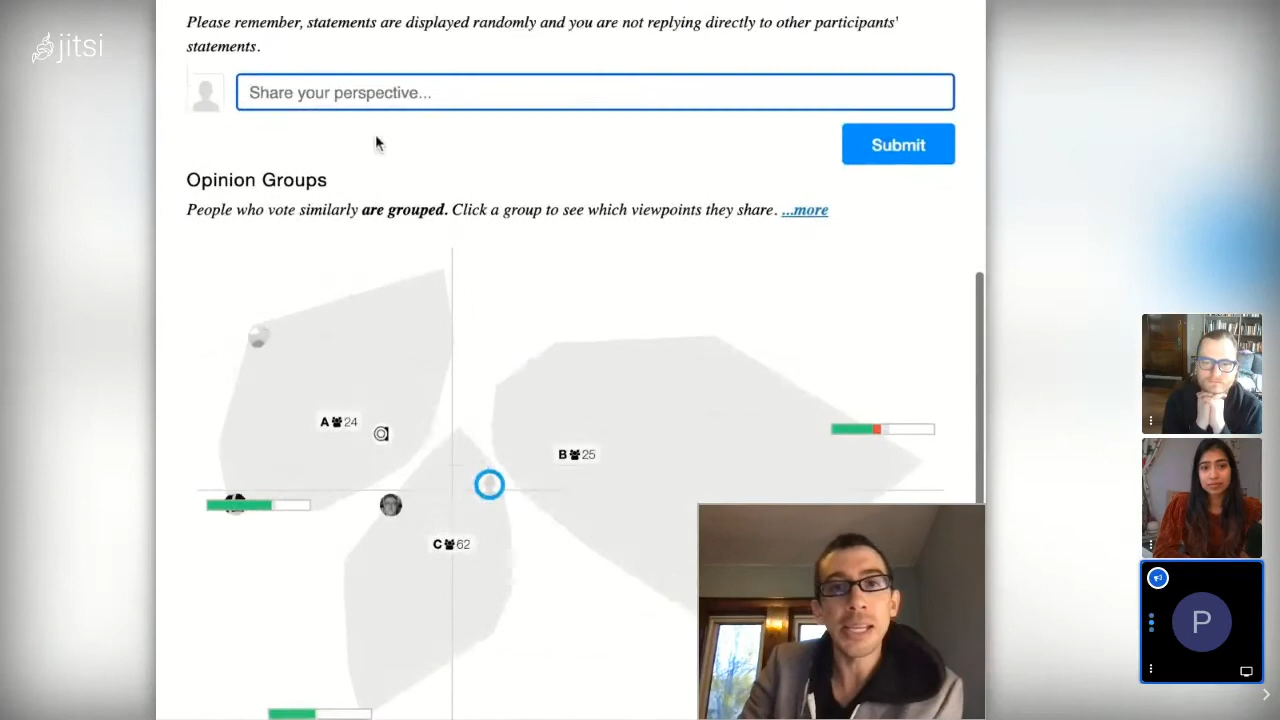 Please remember, statements are displayed randomly and you are not replying directly to other participants'
statements.
jitsi
Share your perspective...
Submit
Opinion Groups
People who vote similarly are grouped. Click a group to see which viewpoints they share. ...more
A 24
B 25
C 62
P